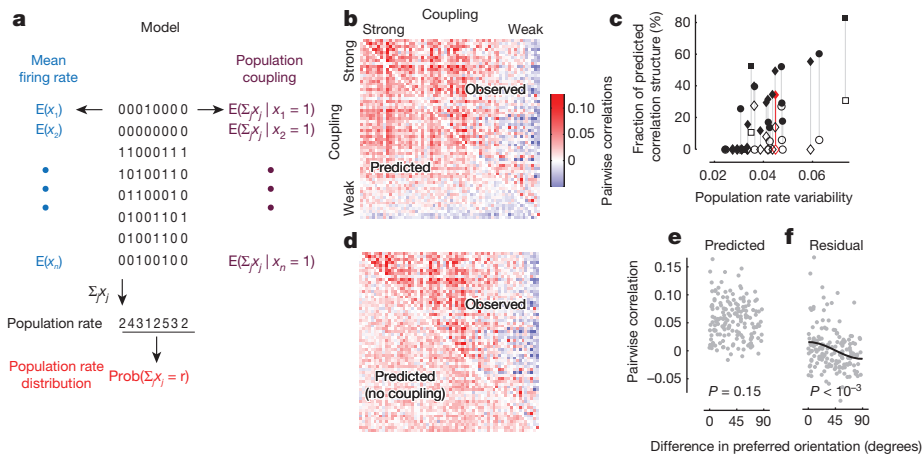 a
Model
Mean
firing rate
Population
coupling
E(x₁)
00010000
E(Σⱼxⱼ | x₁ = 1)
E(x₂)
00000000
E(Σⱼxⱼ | x₂ = 1)
11000111
10100110
01100010
01001101
01001100
E(xₙ)
00100100
E(Σⱼxⱼ | xₙ = 1)
Σⱼxⱼ
Population rate
24312532
Population rate
distribution
Prob(Σⱼxⱼ = r)
b
Coupling
Strong
Weak
Strong
Coupling
Weak
Observed
Predicted
0.10
0.05
0
Pairwise correlations
c
Fraction of predicted
correlation structure (%)
80
40
0
0.02
0.04
0.06
Population rate variability
d
Observed
Predicted
(no coupling)
e
Predicted
f
Residual
Pairwise correlation
0.15
0.10
0.05
0
−0.05
P = 0.15
P < 10⁻³
0
45
90
0
45
90
Difference in preferred orientation (degrees)